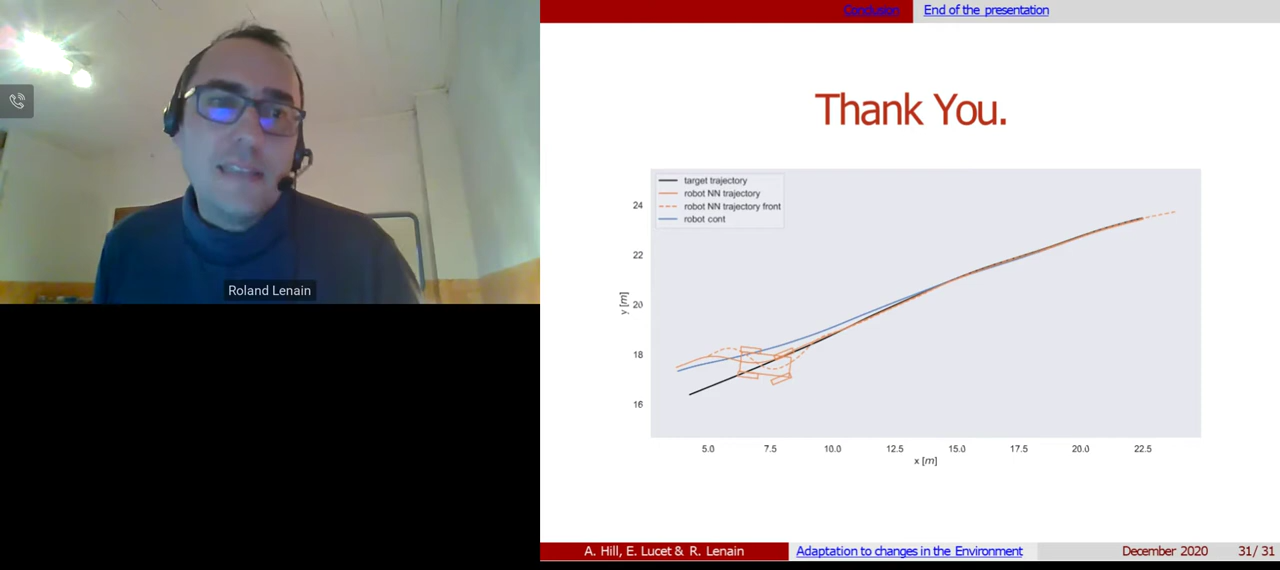 Roland Lenain
Conclusion
End of the presentation
Thank You.
target trajectory
robot NN trajectory
robot NN trajectory front
robot cont
24
22
20
18
16
y [m]
5.0 7.5 10.0 12.5 15.0 17.5 20.0 22.5
x [m]
A. Hill, E. Lucet & R. Lenain
Adaptation to changes in the Environment
December 2020
31/ 31